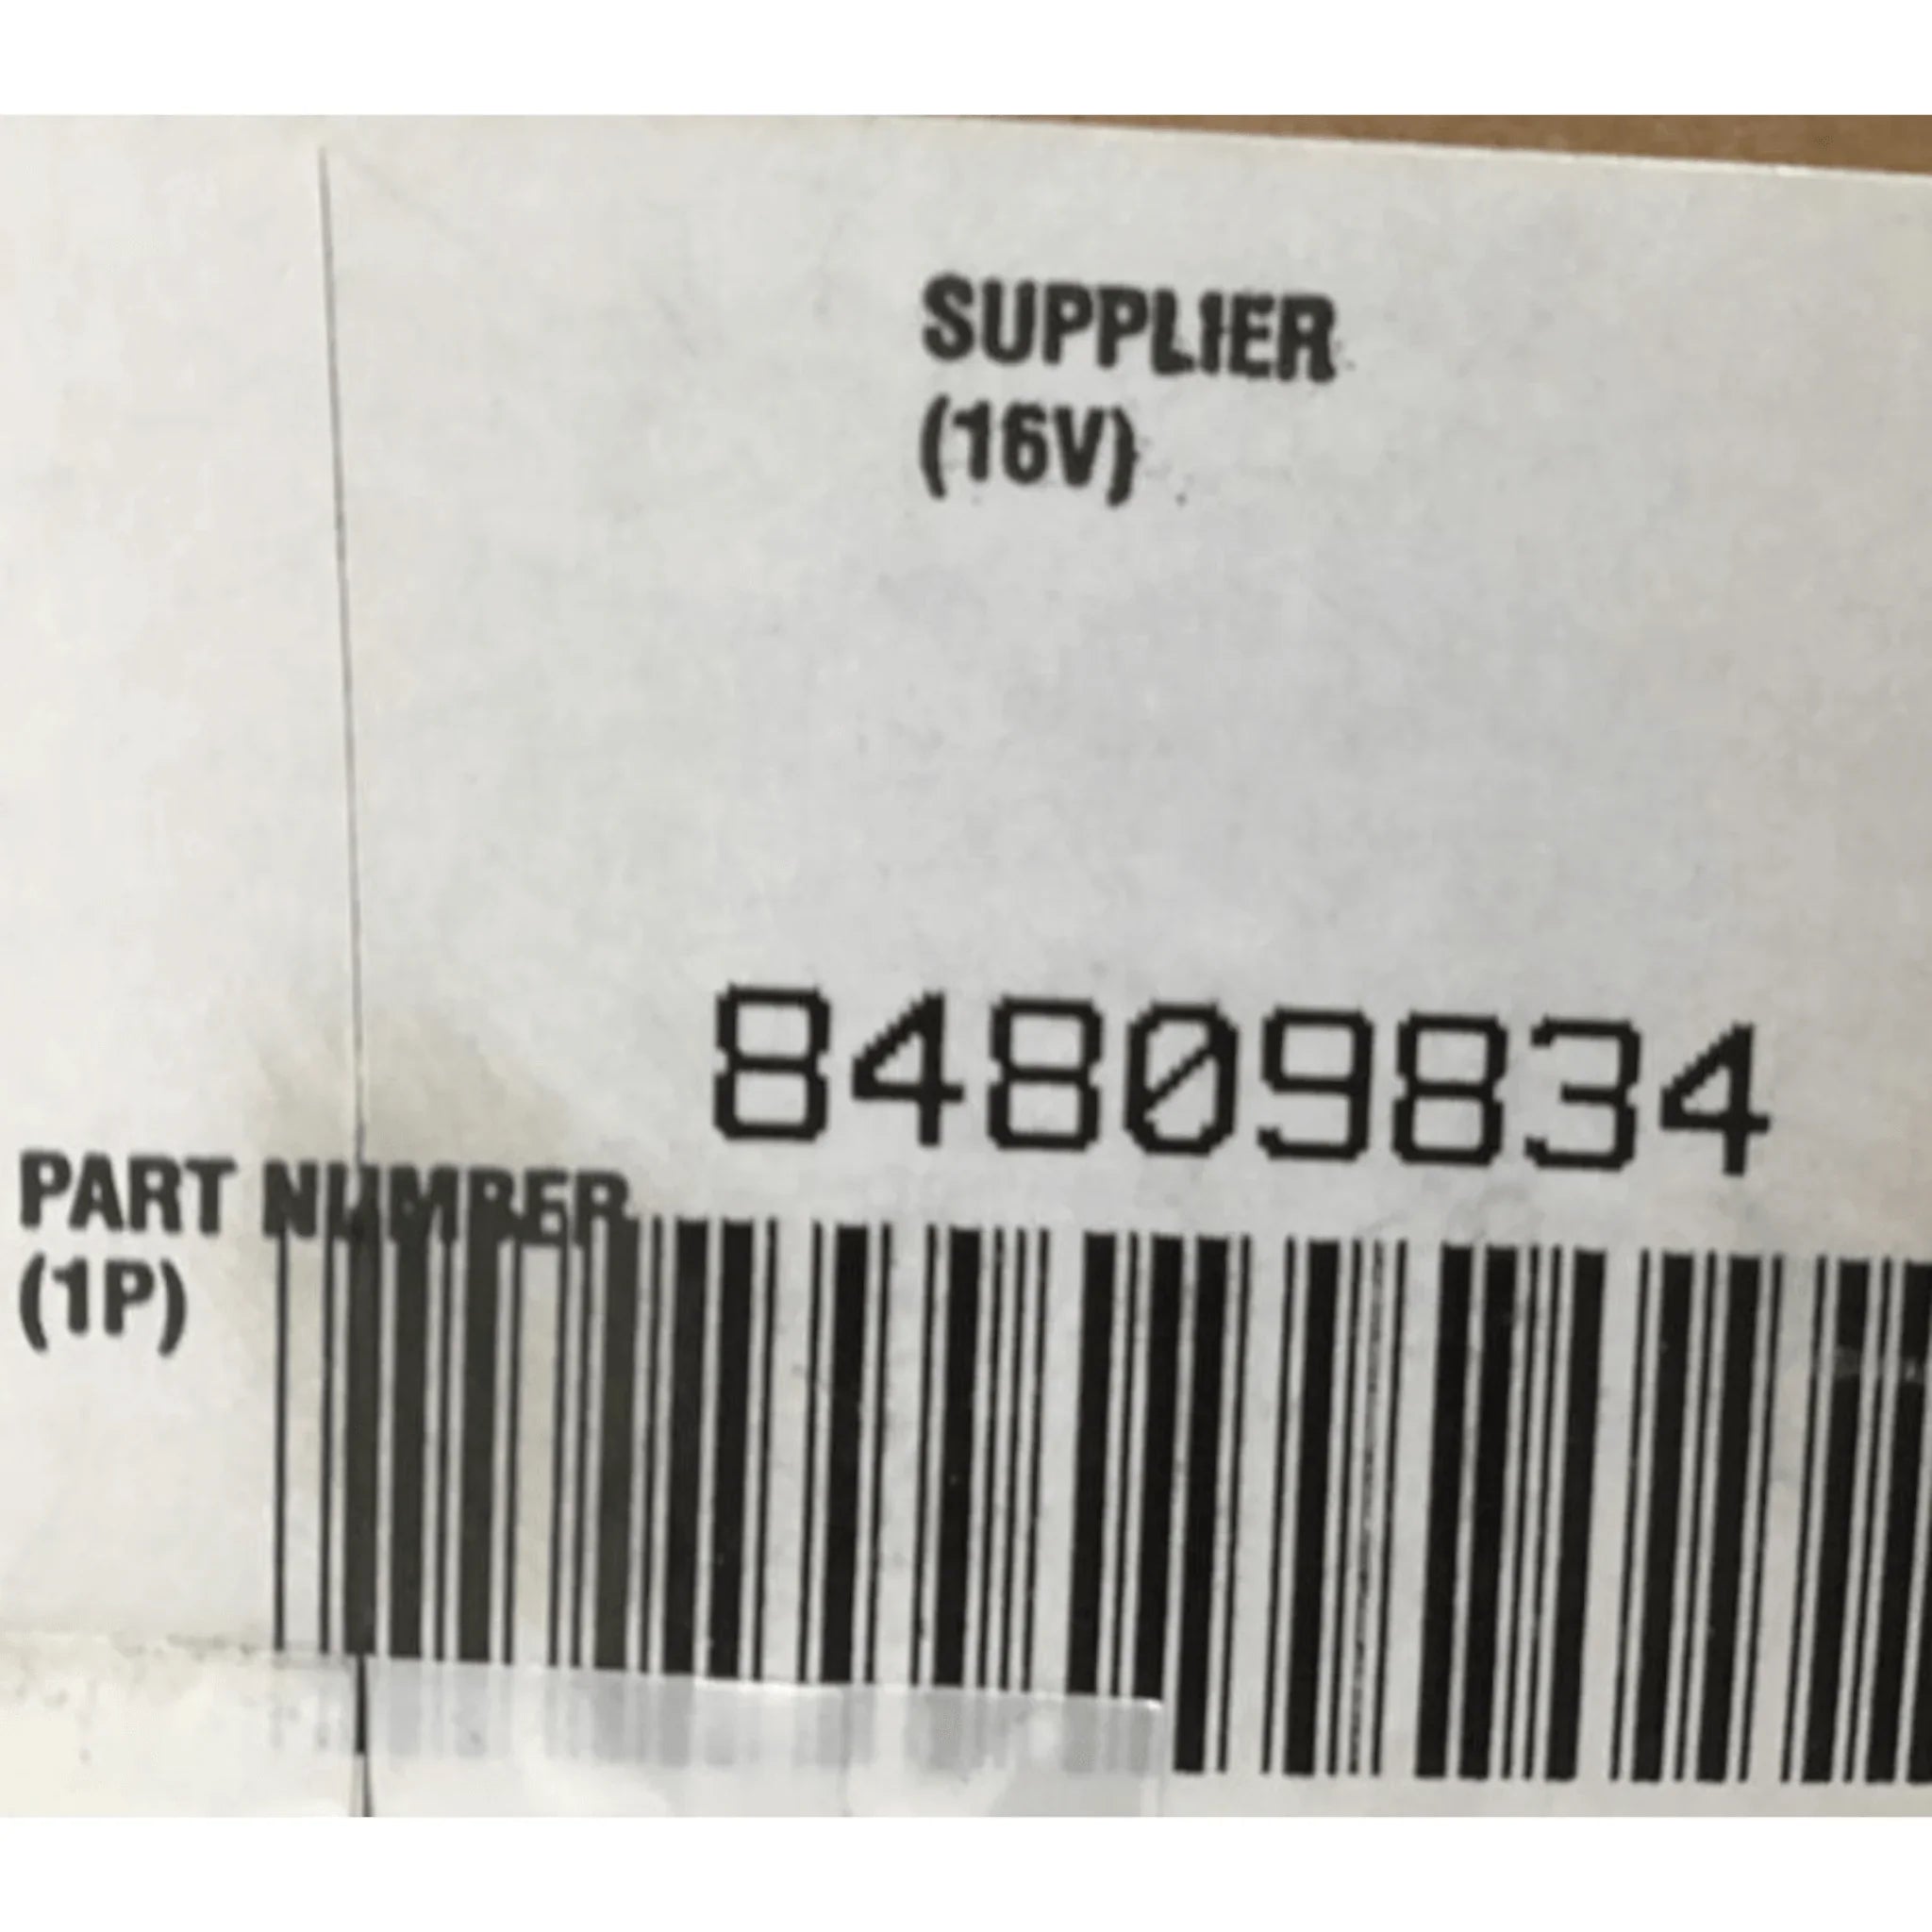 SUPPLIER
(16V)
84809834
PART NUMBER
(1P)